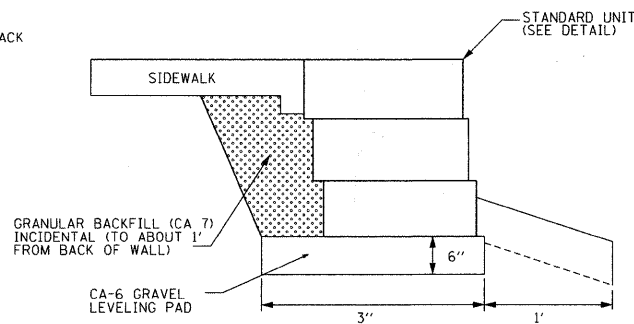 ACK
STANDARD UNIT
(SEE DETAIL)
SIDEWALK
GRANULAR BACKFILL (CA 7)
INCIDENTAL (TO ABOUT 1'
FROM BACK OF WALL)
6"
CA-6 GRAVEL
LEVELING PAD
3"
1'